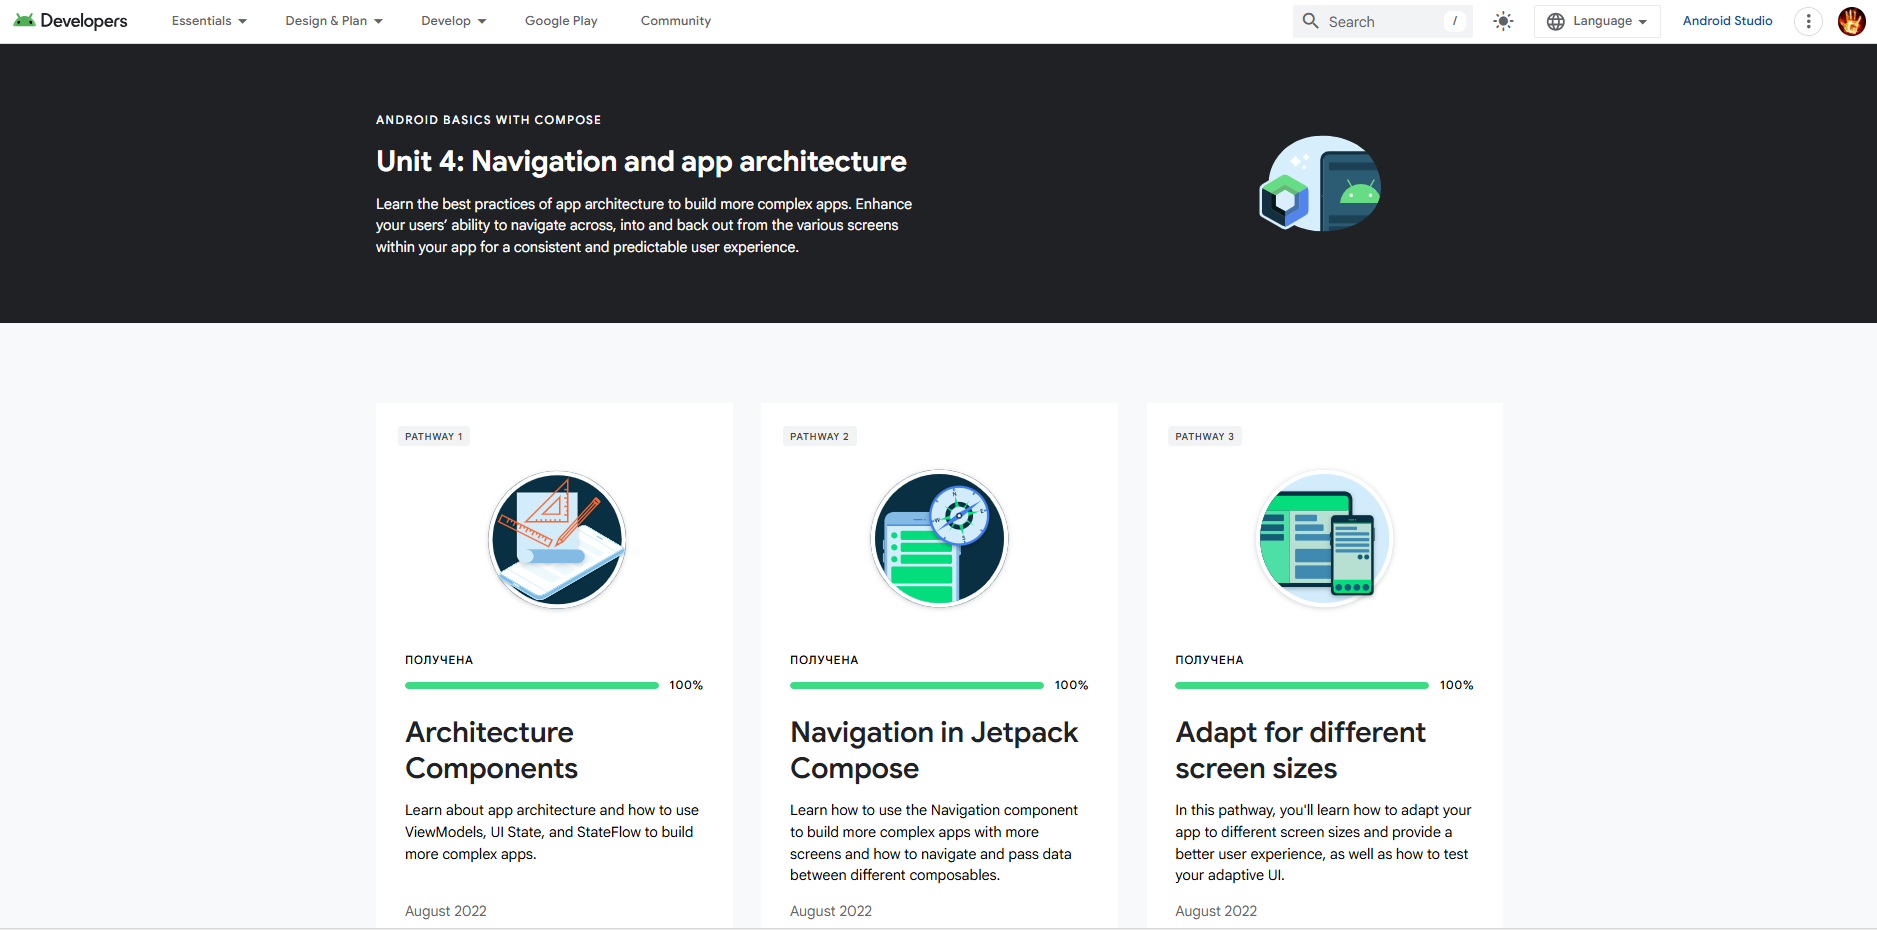 Developers Essentials Design & Plan Develop Google Play Community Search / Language Android Studio
ANDROID BASICS WITH COMPOSE
Unit 4: Navigation and app architecture
Learn the best practices of app architecture to build more complex apps. Enhance
your users’ ability to navigate across, into and back out from the various screens
within your app for a consistent and predictable user experience.
PATHWAY 1
ПОЛУЧЕНА
100%
Architecture
Components
Learn about app architecture and how to use
ViewModels, UI State, and StateFlow to build
more complex apps.
August 2022
PATHWAY 2
N
E
S
W
ПОЛУЧЕНА
100%
Navigation in Jetpack
Compose
Learn how to use the Navigation component
to build more complex apps with more
screens and how to navigate and pass data
between different composables.
August 2022
PATHWAY 3
ПОЛУЧЕНА
100%
Adapt for different
screen sizes
In this pathway, you'll learn how to adapt your
app to different screen sizes and provide a
better user experience, as well as how to test
your adaptive UI.
August 2022